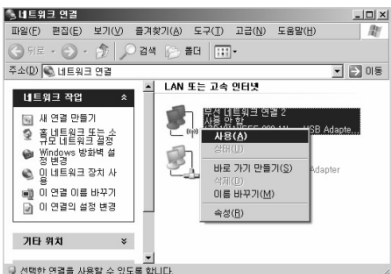 네트워크 연결
파일(F) 편집(E) 보기(V) 즐겨찾기(A) 도구(T) 고급(N) 도움말(H)
뒤로 검색 폴더
주소(D) 네트워크 연결 이동
네트워크 작업
새 연결 만들기
홈 네트워크 또는 소
규모 네트워크 설정
Windows 방화벽 설
정 변경
이 네트워크 장치 사
용
이 연결 이름 바꾸기
이 연결의 설정 변경
기타 위치
LAN 또는 고속 인터넷
무선 네트워크 연결 2
사용 안 함
USB Adapte...
사용(A)
상태(U)
바로 가기 만들기(S)
삭제(D)
이름 바꾸기(M)
속성(R)
Adapter
선택한 연결을 사용할 수 있도록 합니다.